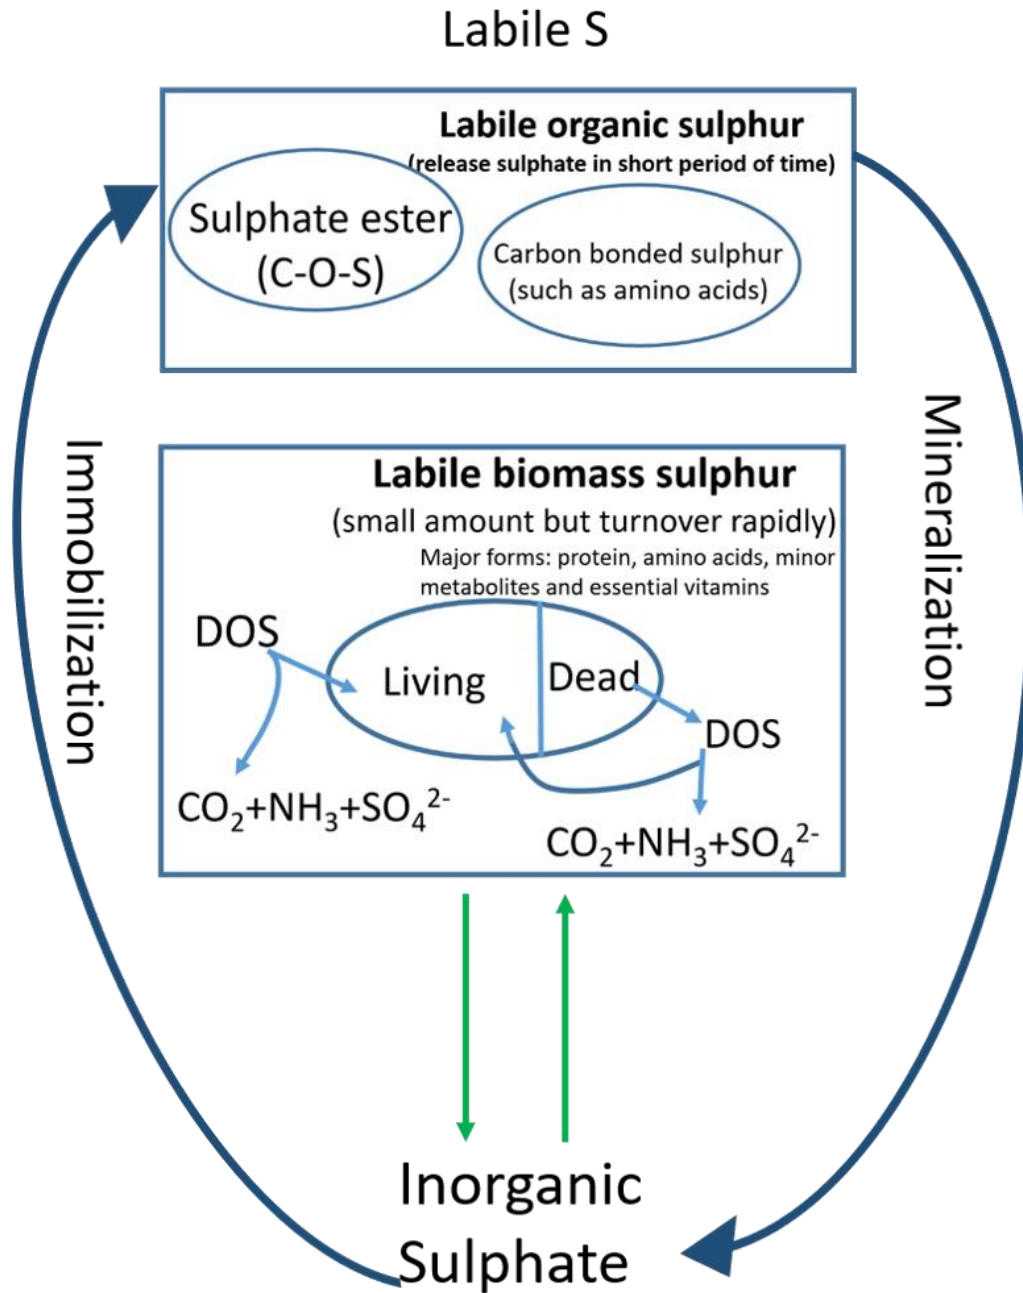 Labile S
Labile organic sulphur
(release sulphate in short period of time)
Sulphate ester
(C-O-S)
Carbon bonded sulphur
(such as amino acids)
Immobilization
Mineralization
Labile biomass sulphur
(small amount but turnover rapidly)
Major forms: protein, amino acids, minor
metabolites and essential vitamins
DOS
Living
Dead
DOS
CO₂+NH₃+SO₄²⁻
CO₂+NH₃+SO₄²⁻
Inorganic
Sulphate